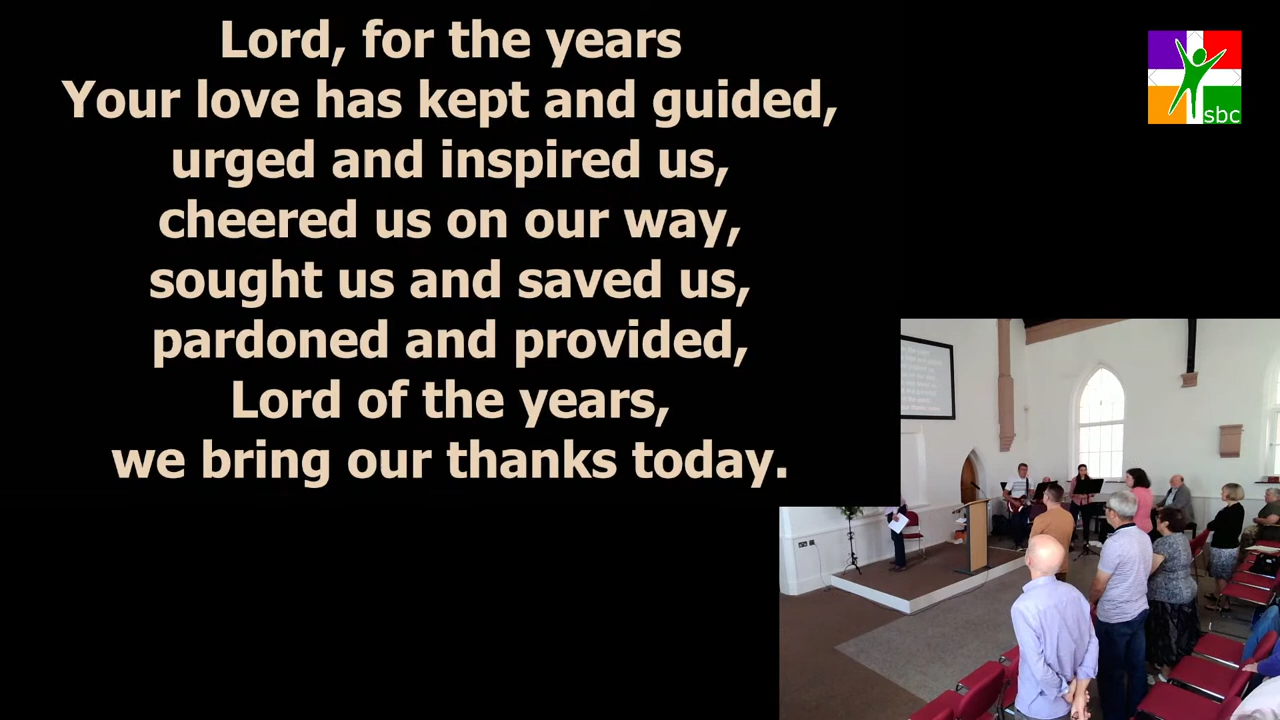 Lord, for the years
Your love has kept and guided,
urged and inspired us,
cheered us on our way,
sought us and saved us,
pardoned and provided,
Lord of the years,
we bring our thanks today.
sbc